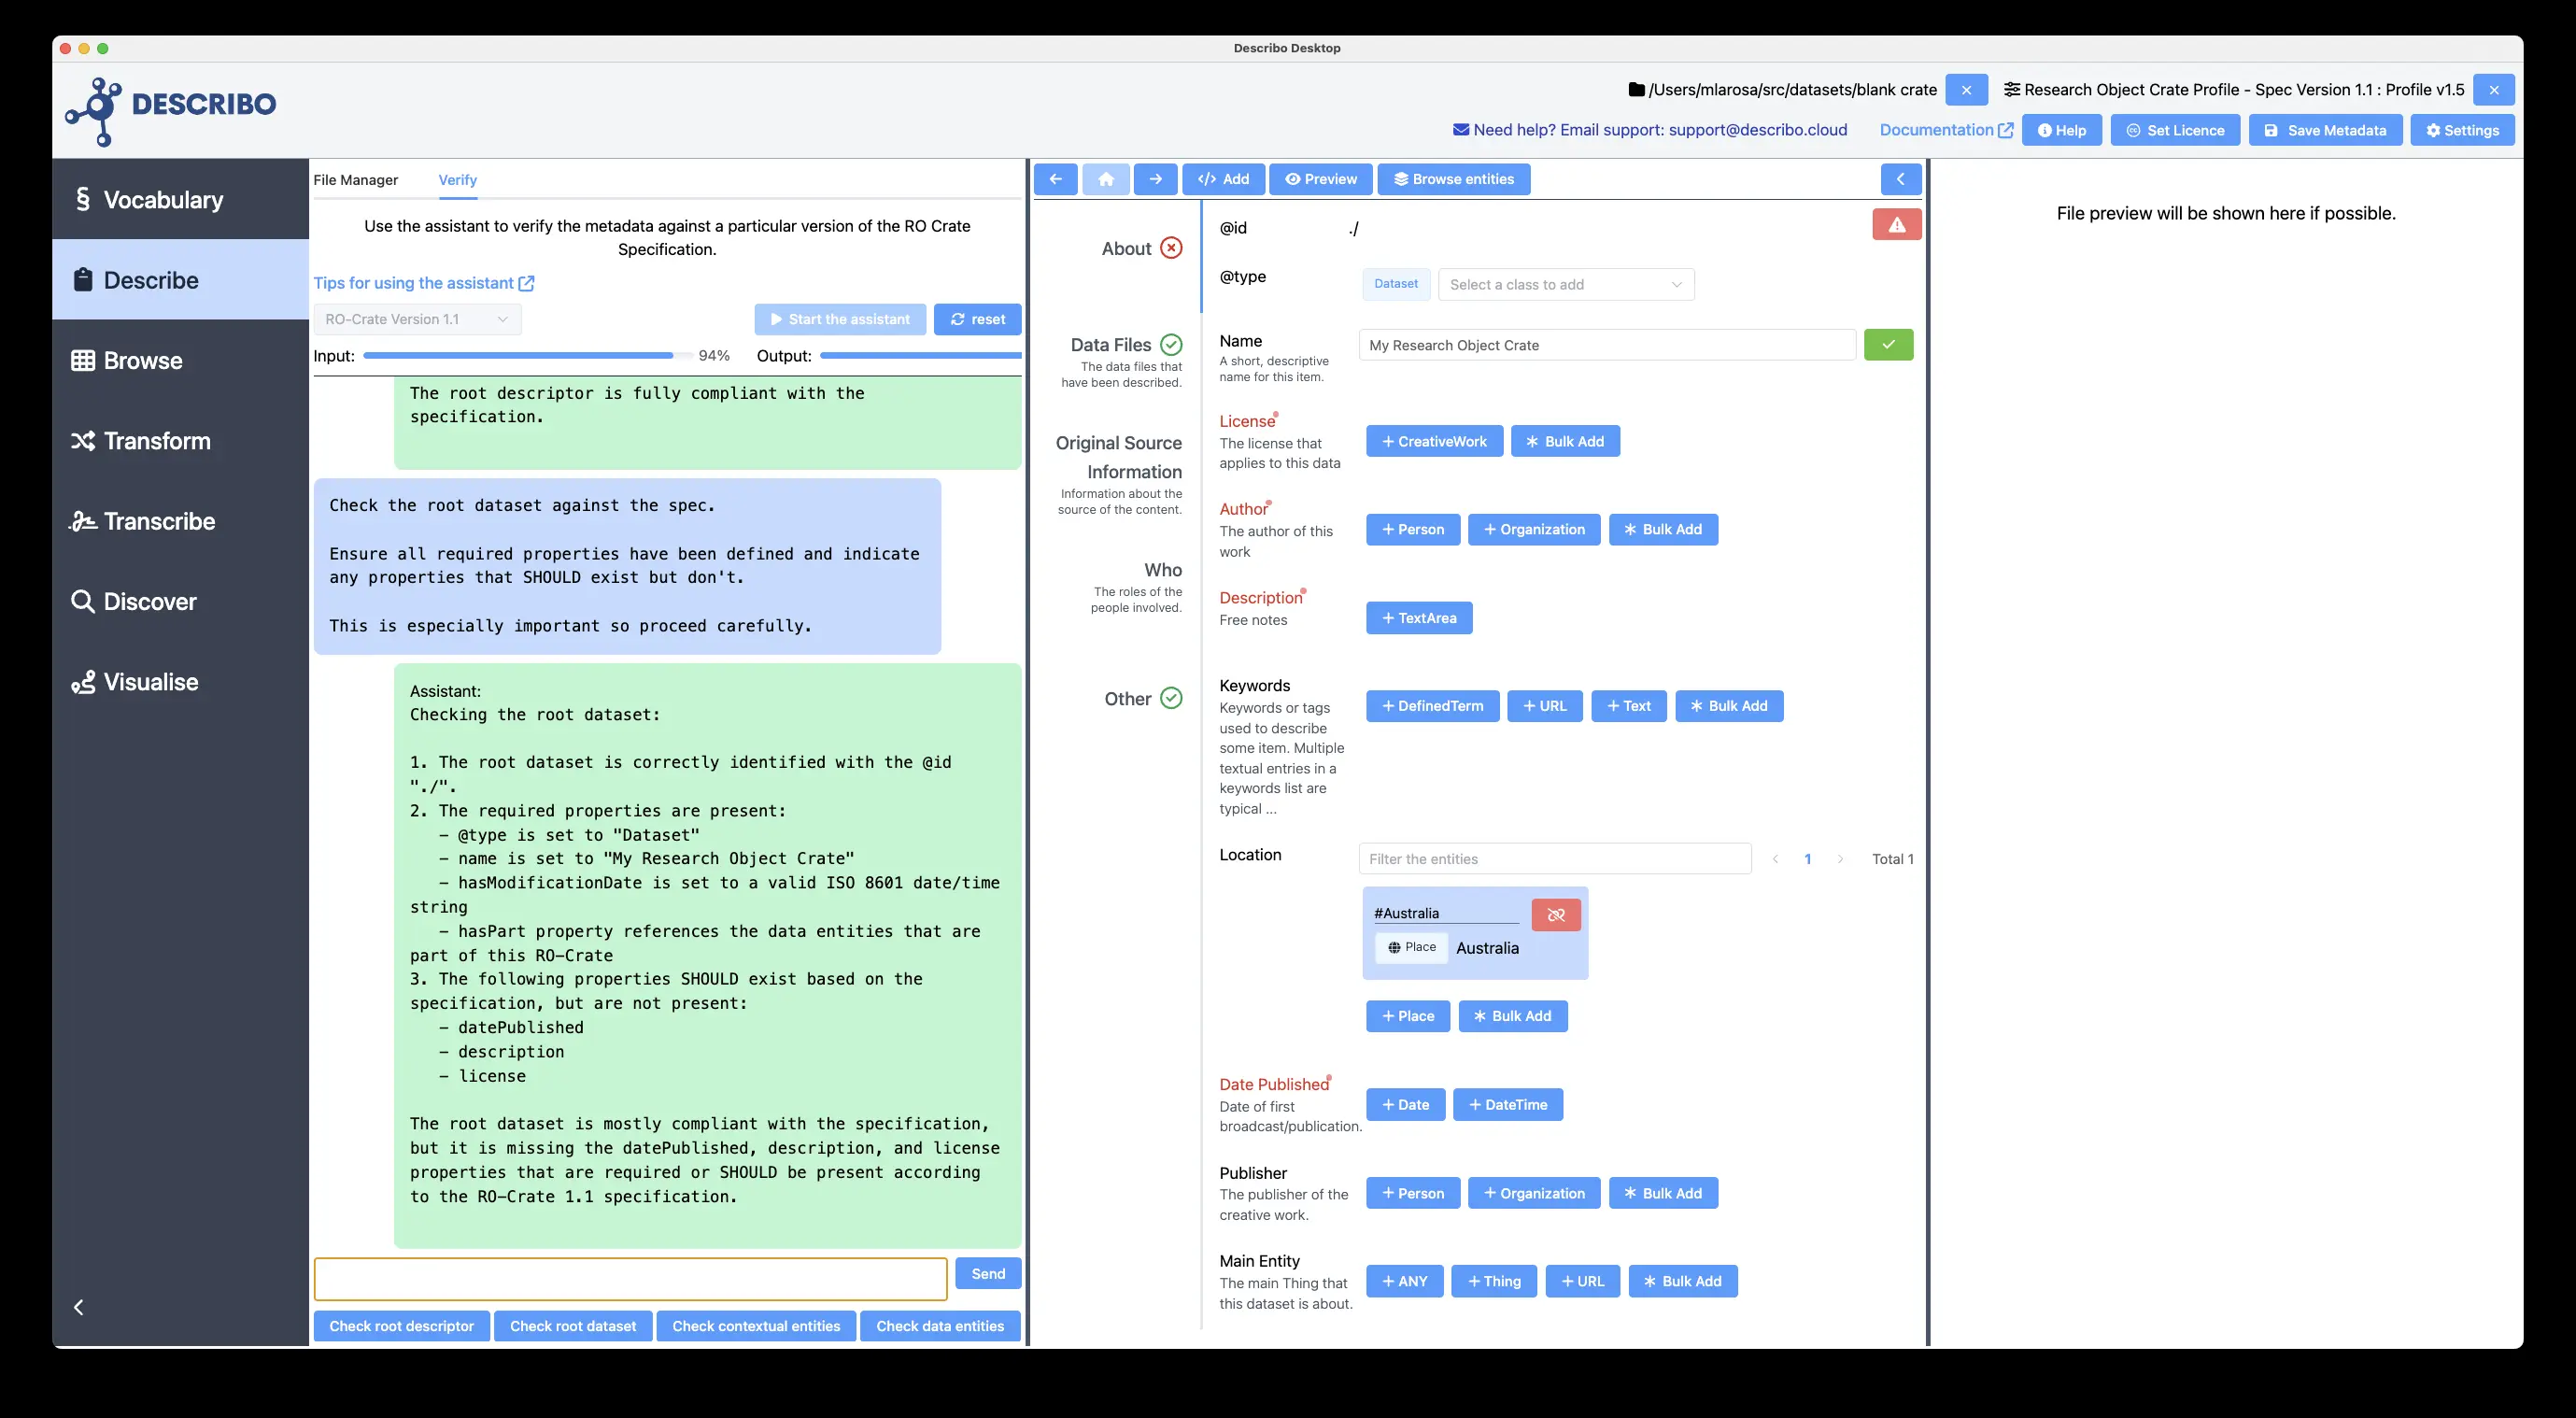 Describo Desktop
DESCRIBO
/Users/mlarosa/src/datasets/blank crate
Research Object Crate Profile - Spec Version 1.1 : Profile v1.5
Need help? Email support: support@describo.cloud
Documentation
Help
Set Licence
Save Metadata
Settings
§ Vocabulary
Describe
Browse
Transform
Transcribe
Discover
Visualise
File Manager
Verify
Use the assistant to verify the metadata against a particular version of the RO Crate
Specification.
Tips for using the assistant
RO-Crate Version 1.1
Start the assistant
reset
Input:
94%
Output:
The root descriptor is fully compliant with the
specification.
Check the root dataset against the spec.
Ensure all required properties have been defined and indicate
any properties that SHOULD exist but don't.
This is especially important so proceed carefully.
Assistant:
Checking the root dataset:
1. The root dataset is correctly identified with the @id
"./".
2. The required properties are present:
– @type is set to "Dataset"
– name is set to "My Research Object Crate"
– hasModificationDate is set to a valid ISO 8601 date/time
string
– hasPart property references the data entities that are
part of this RO-Crate
3. The following properties SHOULD exist based on the
specification, but are not present:
– datePublished
– description
– license
The root dataset is mostly compliant with the specification,
but it is missing the datePublished, description, and license
properties that are required or SHOULD be present according
to the RO-Crate 1.1 specification.
Send
Check root descriptor
Check root dataset
Check contextual entities
Check data entities
</> Add
Preview
Browse entities
About
Data Files
The data files that
have been described.
Original Source
Information
Information about the
source of the content.
Who
The roles of the
people involved.
Other
@id
./
@type
Dataset
Select a class to add
Name
A short, descriptive
name for this item.
My Research Object Crate
License
The license that
applies to this data
+ CreativeWork
Bulk Add
Author
The author of this
work
+ Person
+ Organization
Bulk Add
Description
Free notes
+ TextArea
Keywords
Keywords or tags
used to describe
some item. Multiple
textual entries in a
keywords list are
typical ...
+ DefinedTerm
+ URL
+ Text
Bulk Add
Location
Filter the entities
1
Total 1
#Australia
Place
Australia
+ Place
Bulk Add
Date Published
Date of first
broadcast/publication.
+ Date
+ DateTime
Publisher
The publisher of the
creative work.
+ Person
+ Organization
Bulk Add
Main Entity
The main Thing that
this dataset is about.
+ ANY
+ Thing
+ URL
Bulk Add
File preview will be shown here if possible.